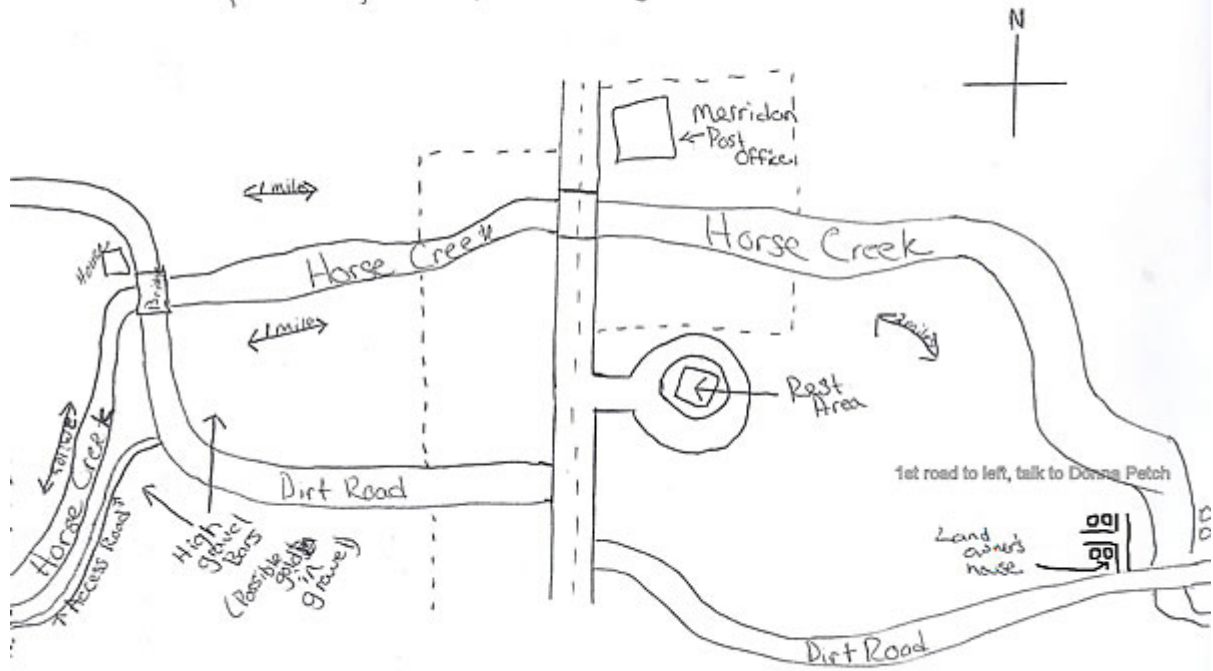 N
Merridan
Post
Office
1 mile
House
Bridge
Horse Creek
Horse Creek
1 mile
2 miles
Rest
Area
1 mile
Horse Creek
Access Road
High
gravel
Bars
(Possible
gold
in
gravel)
Dirt Road
1st road to left, talk to Donna Petch
Land
owner's
house
Dirt Road